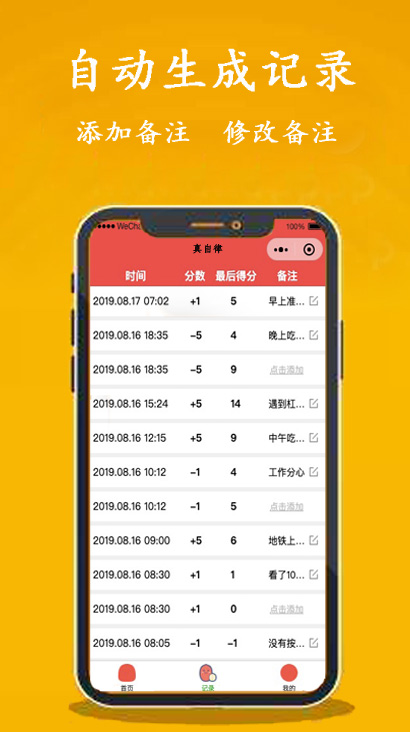 自动生成记录
添加备注 修改备注
WeCha
100%
真自律
时间 分数 最后得分 备注
2019.08.17 07:02 +1 5 早上准...
2019.08.16 18:35 −5 4 晚上吃...
2019.08.16 18:35 −5 9 点击添加
2019.08.16 15:24 +5 14 遇到杠...
2019.08.16 12:15 +5 9 中午吃...
2019.08.16 10:12 −1 4 工作分心
2019.08.16 10:12 −1 5 点击添加
2019.08.16 09:00 +5 6 地铁上...
2019.08.16 08:30 +1 1 看了10...
2019.08.16 08:30 +1 0 点击添加
2019.08.16 08:05 −1 −1 没有按...
首页 记录 我的